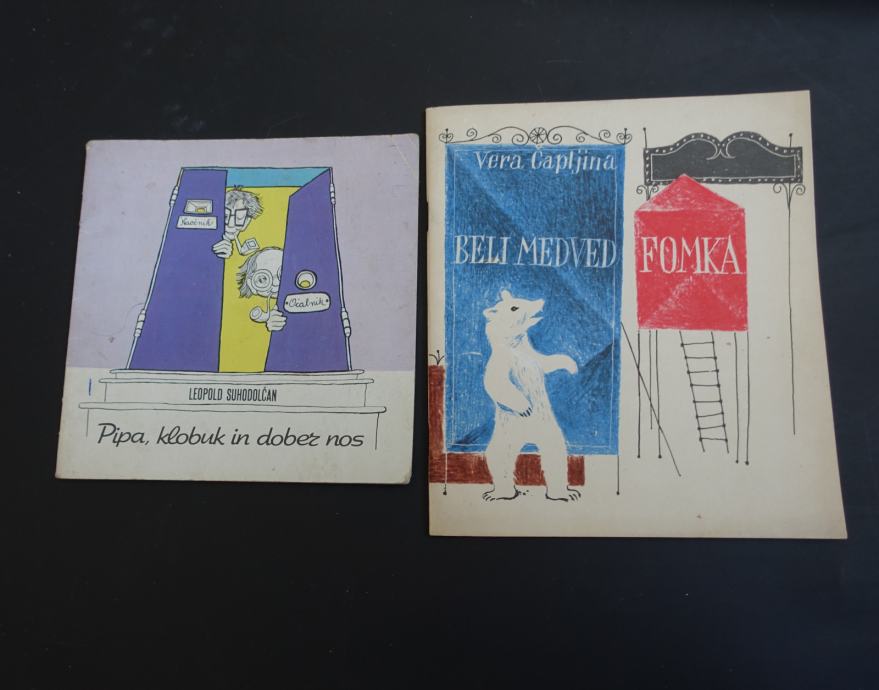 Naočnik
Očalnik
LEOPOLD SUHODOLČAN
Pipa, klobuk in dober nos
Vera Čapljina
BELI MEDVED FOMKA